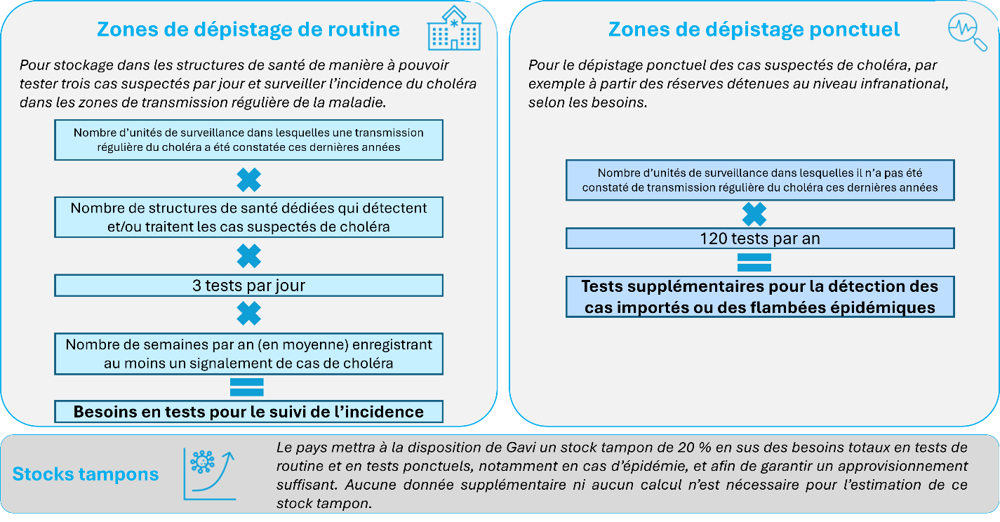 Zones de dépistage de routine
Pour stockage dans les structures de santé de manière à pouvoir
tester trois cas suspectés par jour et surveiller l’incidence du choléra
dans les zones de transmission régulière de la maladie.
Nombre d’unités de surveillance dans lesquelles une transmission
régulière du choléra a été constatée ces dernières années
Nombre de structures de santé dédiées qui détectent
et/ou traitent les cas suspectés de choléra
3 tests par jour
Nombre de semaines par an (en moyenne) enregistrant
au moins un signalement de cas de choléra
Besoins en tests pour le suivi de l’incidence
Zones de dépistage ponctuel
Pour le dépistage ponctuel des cas suspectés de choléra, par
exemple à partir des réserves détenues au niveau infranational,
selon les besoins.
Nombre d’unités de surveillance dans lesquelles il n’a pas été
constaté de transmission régulière du choléra ces dernières années
120 tests par an
Tests supplémentaires pour la détection des
cas importés ou des flambées épidémiques
Stocks tampons
Le pays mettra à la disposition de Gavi un stock tampon de 20 % en sus des besoins totaux en tests de
routine et en tests ponctuels, notamment en cas d’épidémie, et afin de garantir un approvisionnement
suffisant. Aucune donnée supplémentaire ni aucun calcul n’est nécessaire pour l’estimation de ce
stock tampon.